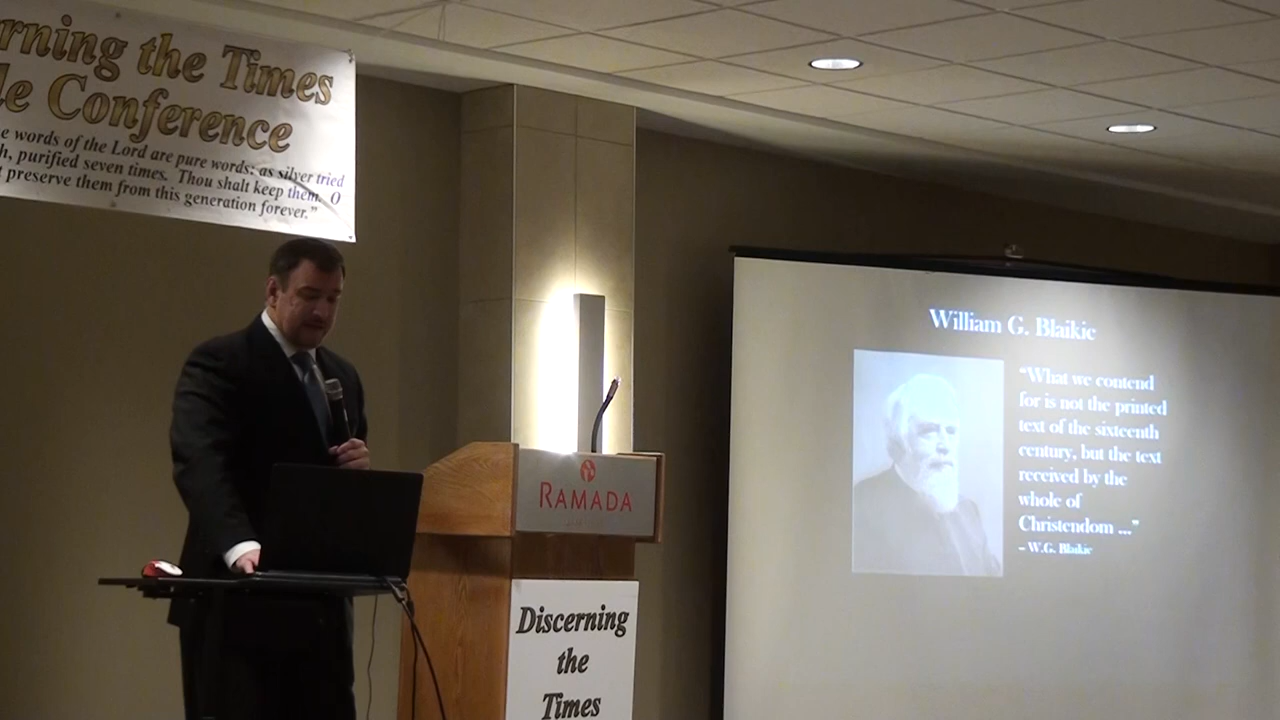 rning the Times
le Conference
e words of the Lord are pure words: as silver tried
h, purified seven times. Thou shalt keep them, O
t preserve them from this generation forever."
William G. Blaikie
"What we contend
for is not the printed
text of the sixteenth
century, but the text
received by the
whole of
Christendom ..."
– W.G. Blaikie
RAMADA
Discerning
the
Times